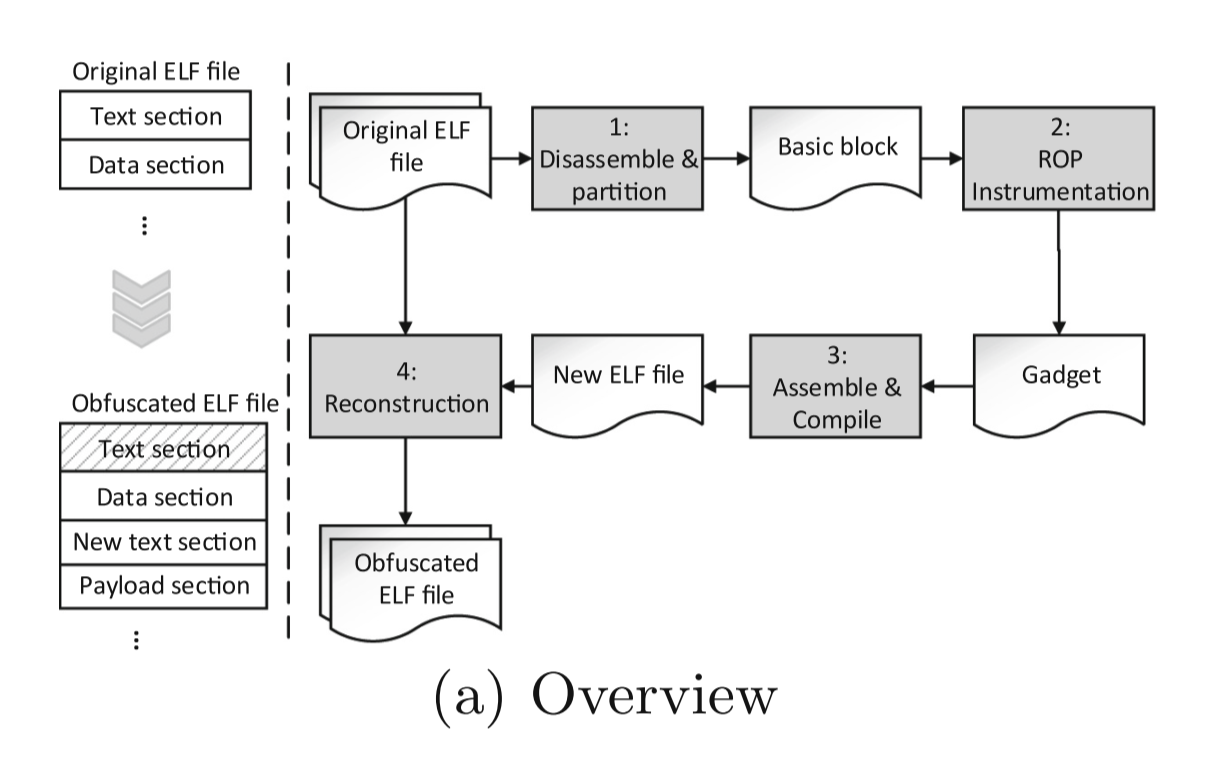 Original ELF file
Text section
Data section
⋮
Obfuscated ELF file
Text section
Data section
New text section
Payload section
⋮
Original ELF
file
1:
Disassemble &
partition
Basic block
2:
ROP
Instrumentation
Gadget
3:
Assemble &
Compile
New ELF file
4:
Reconstruction
Obfuscated
ELF file
(a) Overview